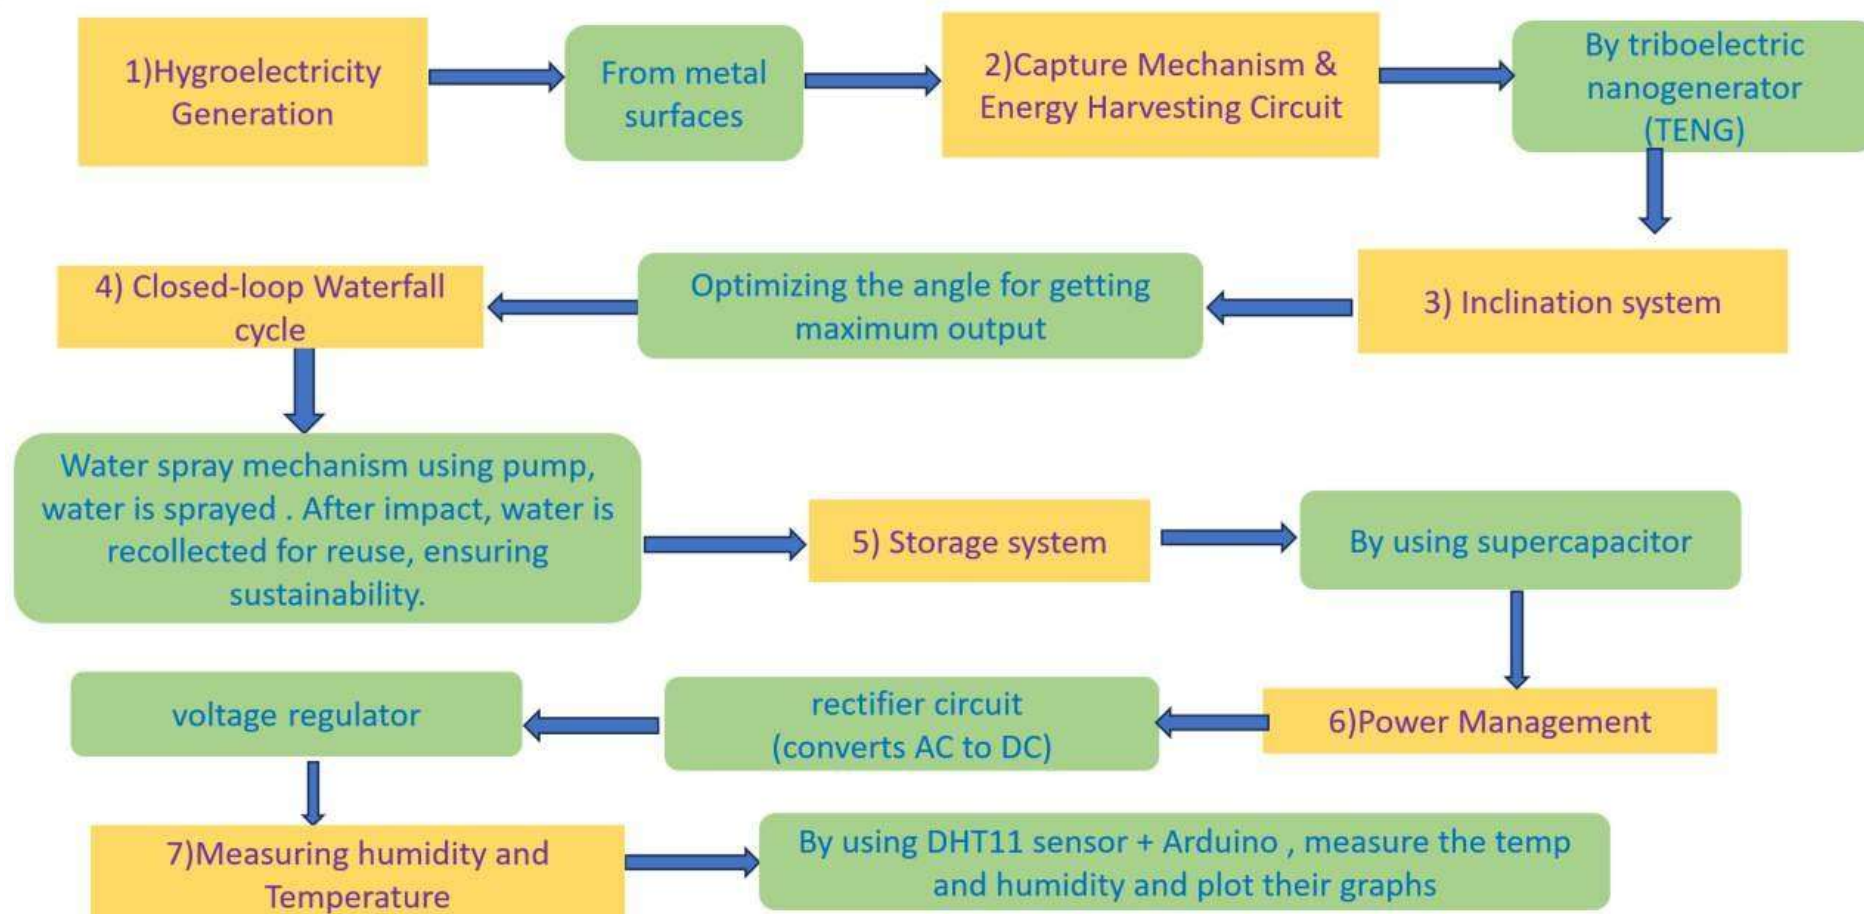 1)Hygroelectricity
Generation
From metal
surfaces
2)Capture Mechanism &
Energy Harvesting Circuit
By triboelectric
nanogenerator
(TENG)
3) Inclination system
Optimizing the angle for getting
maximum output
4) Closed-loop Waterfall
cycle
Water spray mechanism using pump,
water is sprayed . After impact, water is
recollected for reuse, ensuring
sustainability.
5) Storage system
By using supercapacitor
6)Power Management
rectifier circuit
(converts AC to DC)
voltage regulator
7)Measuring humidity and
Temperature
By using DHT11 sensor + Arduino , measure the temp
and humidity and plot their graphs